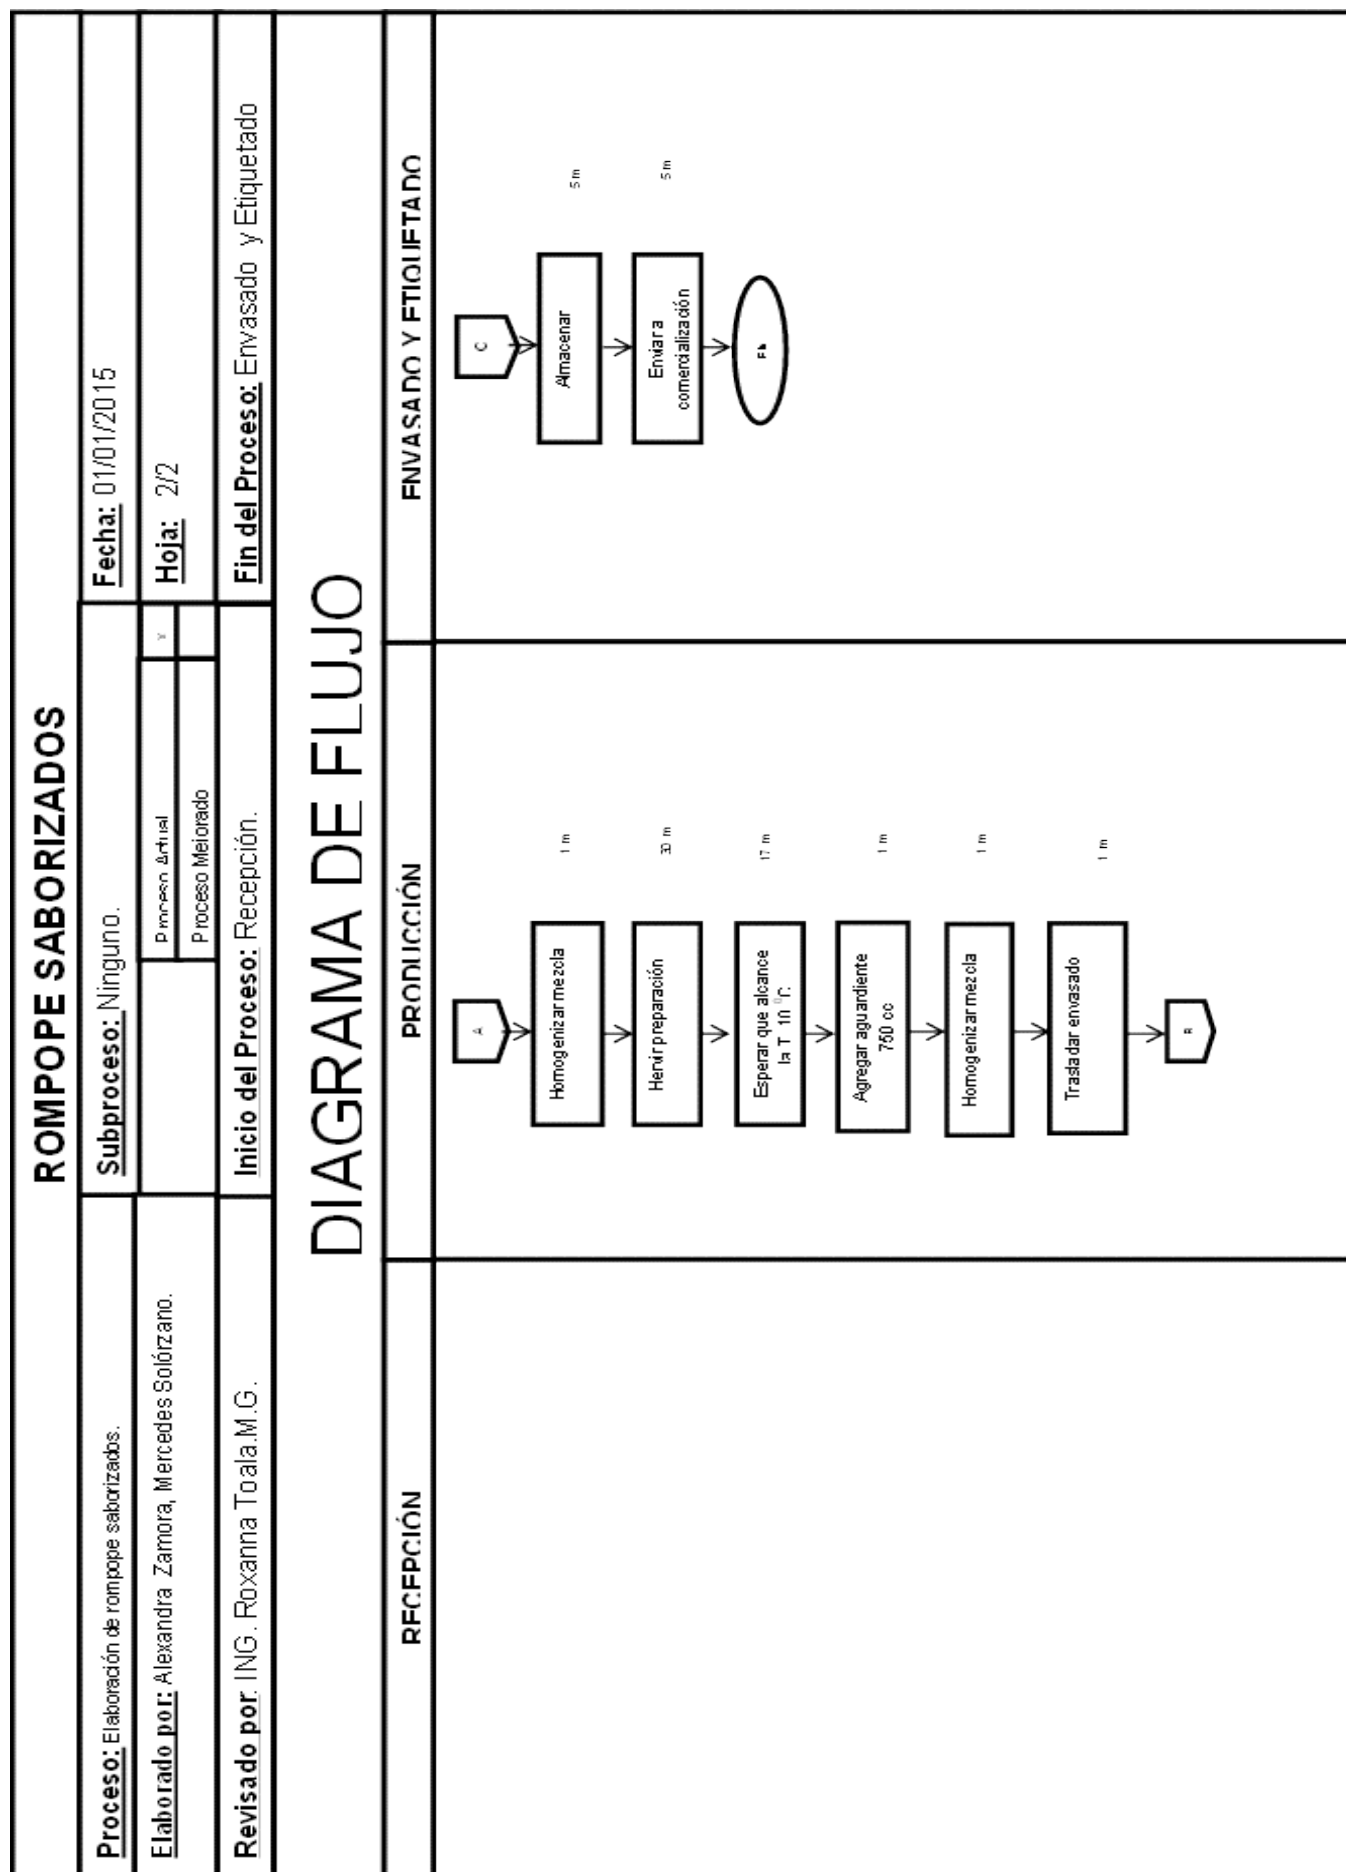 ROMPOPE SABORIZADOS
Proceso: Elaboración de rompope saborizados.
Subproceso: Ninguno.
Fecha: 01/01/2015
Elaborado por: Alexandra Zamora, Mercedes Solórzano.
Proceso Actual
Proceso Mejorado
Hoja: 2/2
Revisado por: ING. Roxanna Toala.M.G.
Inicio del Proceso: Recepción.
Fin del Proceso: Envasado y Etiquetado
DIAGRAMA DE FLUJO
RECEPCIÓN
PRODUCCIÓN
ENVASADO Y ETIQUETADO
A
Homogenizar mezcla
1 m
Hervir preparación
30 m
Esperar que alcance
la T 10 °C
17 m
Agregar aguardiente
750 cc
1 m
Homogenizar mezcla
1 m
Trasladar envasado
1 m
B
C
Almacenar
5 m
Enviar a
comercialización
5 m
Fin